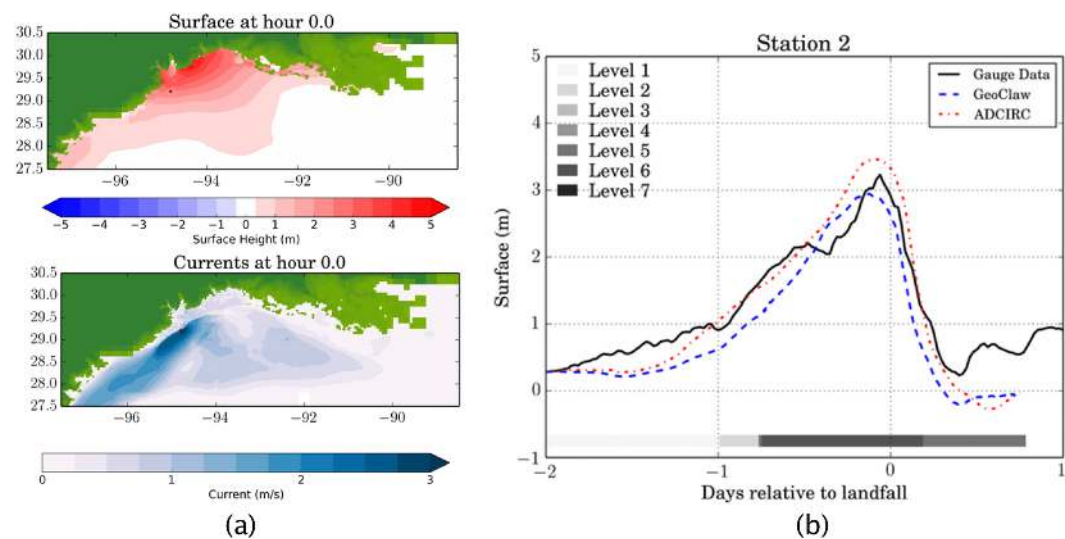 Surface at hour 0.0
30.5
30.0
29.5
29.0
28.5
28.0
27.5
−96 −94 −92 −90
−5 −4 −3 −2 −1 0 1 2 3 4 5
Surface Height (m)
Currents at hour 0.0
30.5
30.0
29.5
29.0
28.5
28.0
27.5
−96 −94 −92 −90
0 1 2 3
Current (m/s)
(a)
Station 2
5
4
3
2
1
0
−1
Surface (m)
Level 1
Level 2
Level 3
Level 4
Level 5
Level 6
Level 7
Gauge Data
GeoClaw
ADCIRC
−2 −1 0 1
Days relative to landfall
(b)